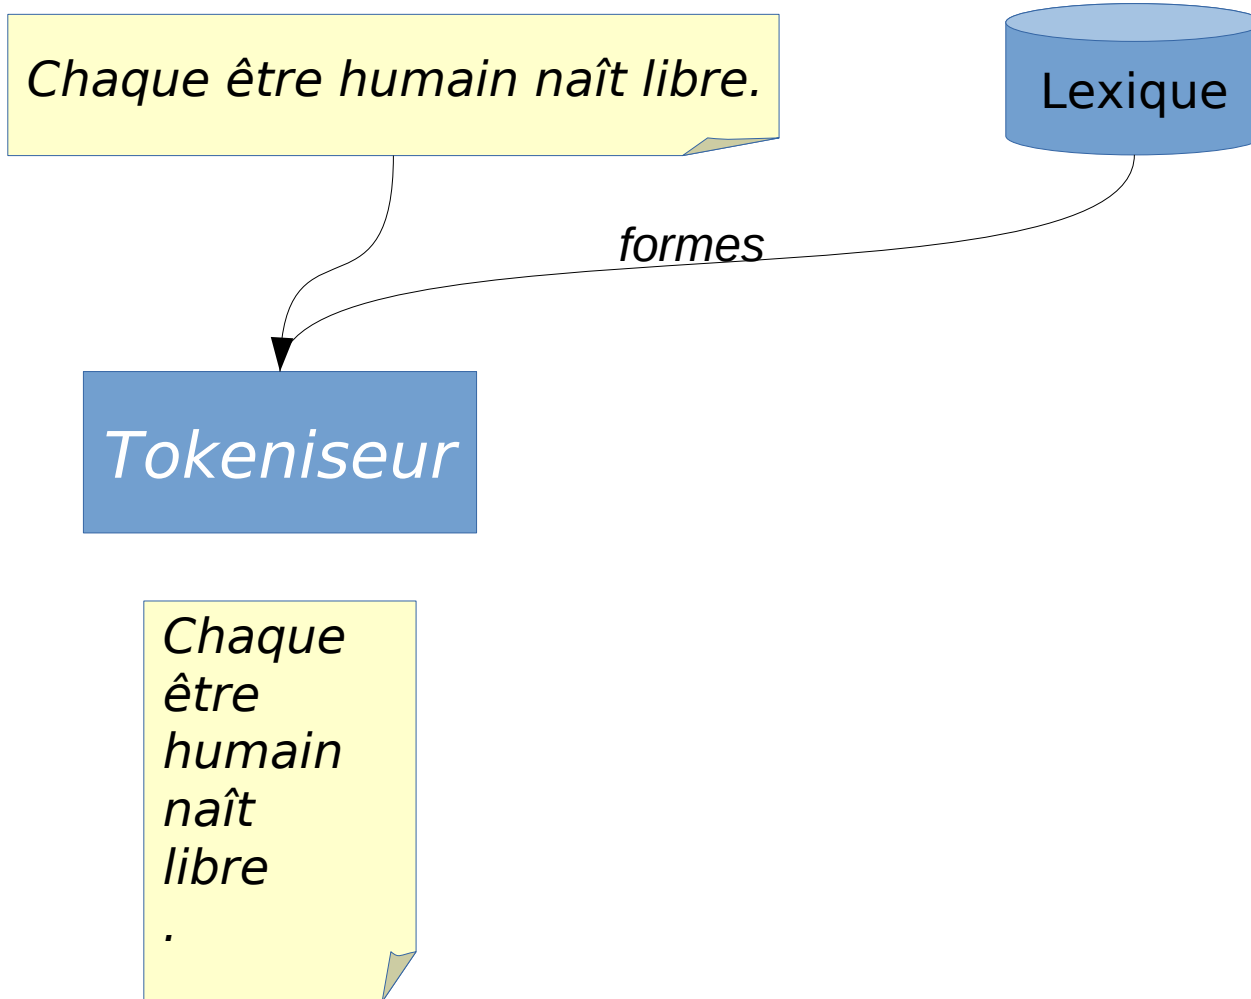 Chaque être humain naît libre.
Lexique
formes
Tokeniseur
Chaque
être
humain
naît
libre
.